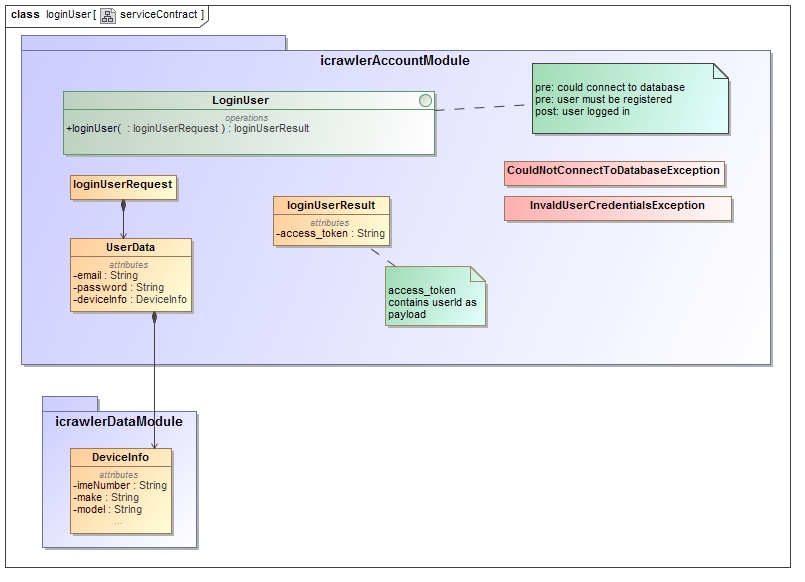 class loginUser [ serviceContract ]
icrawlerAccountModule
LoginUser
operations
+loginUser( : loginUserRequest ) : loginUserResult
pre: could connect to database
pre: user must be registered
post: user logged in
CouldNotConnectToDatabaseException
InvaldUserCredentialsException
loginUserRequest
loginUserResult
attributes
-access_token : String
UserData
attributes
-email : String
-password : String
-deviceInfo : DeviceInfo
access_token
contains userId as
payload
icrawlerDataModule
DeviceInfo
attributes
-imeNumber : String
-make : String
-model : String
...